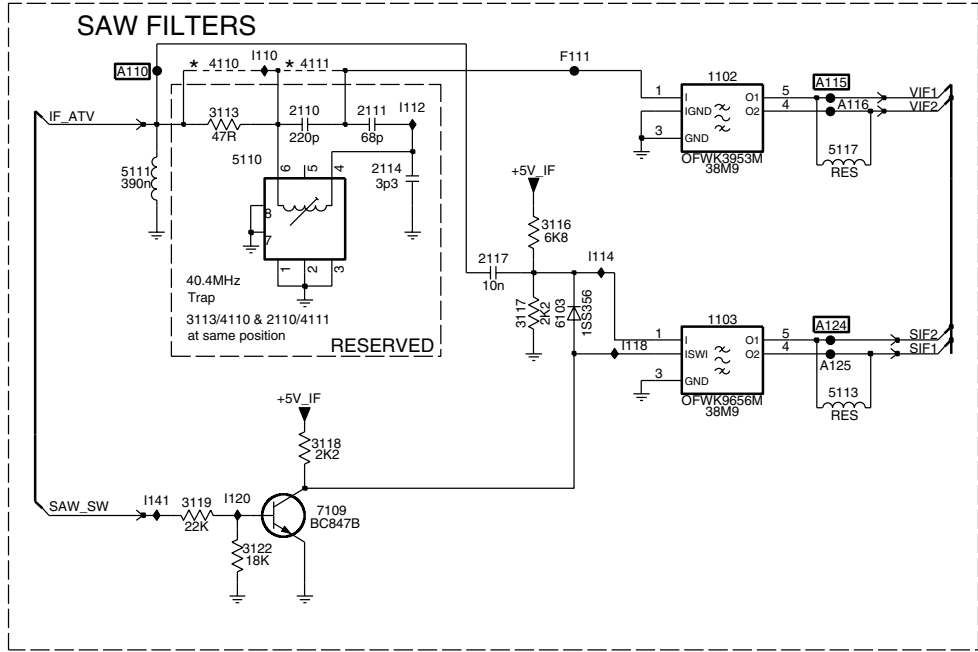 SAW FILTERS
A110
* 4110
I110
* 4111
F111
1102
A115
IF_ATV
3113
47R
2110
220p
2111
68p
I112
1
I
IGND
3
GND
O1
O2
5
4
A116
VIF1
VIF2
OFWK3953M
38M9
5117
RES
5111
390n
5110
6
5
4
2114
3p3
8
7
1
2
3
40.4MHz
Trap
3113/4110 & 2110/4111
at same position
RESERVED
+5V_IF
3116
6K8
2117
10n
I114
3117
2K2
6103
1SS356
I118
1103
1
I
ISWI
3
GND
O1
O2
5
4
A124
A125
SIF2
SIF1
OFWK9656M
38M9
5113
RES
+5V_IF
3118
2K2
SAW_SW
I141
3119
22K
I120
7109
BC847B
3122
18K